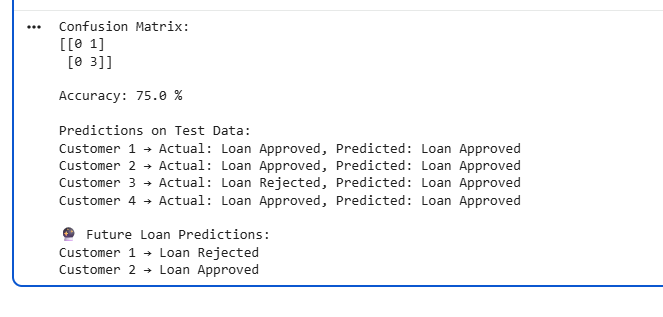 Confusion Matrix:
[[0 1]
 [0 3]]
Accuracy: 75.0 %
Predictions on Test Data:
Customer 1 → Actual: Loan Approved, Predicted: Loan Approved
Customer 2 → Actual: Loan Approved, Predicted: Loan Approved
Customer 3 → Actual: Loan Rejected, Predicted: Loan Approved
Customer 4 → Actual: Loan Approved, Predicted: Loan Approved
🔮 Future Loan Predictions:
Customer 1 → Loan Rejected
Customer 2 → Loan Approved